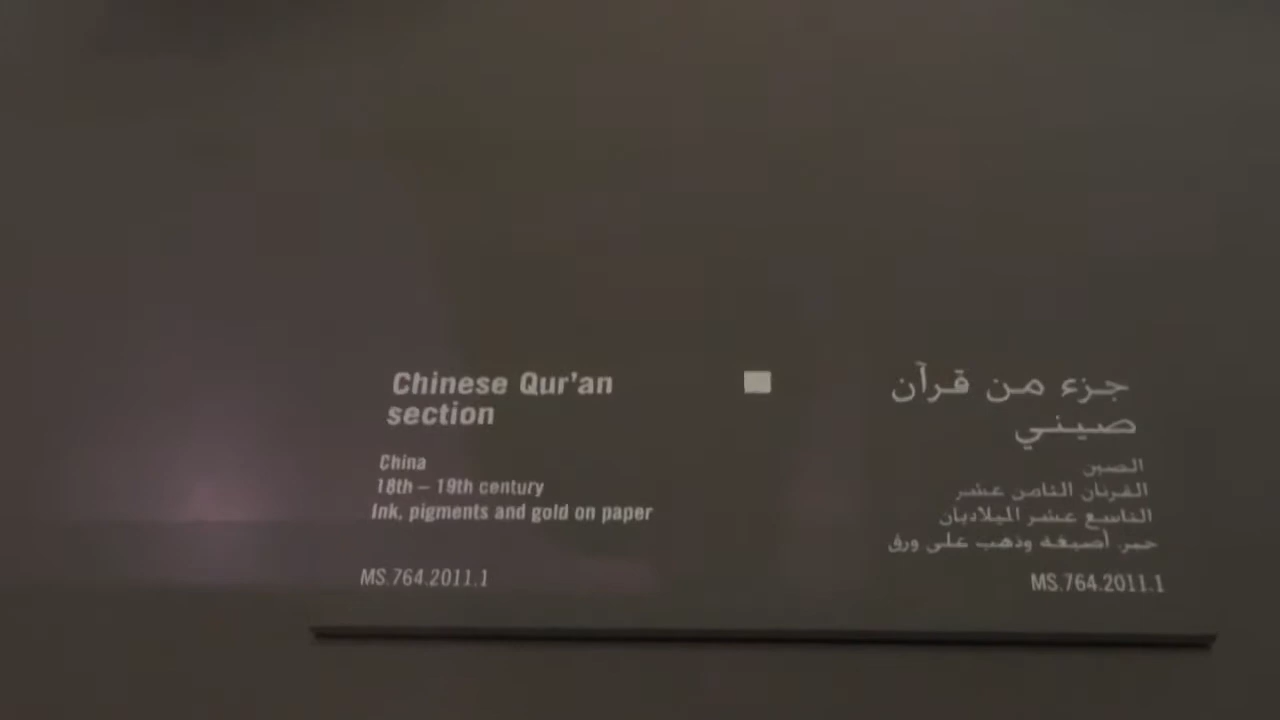 Chinese Qur'an
section
China
18th – 19th century
Ink, pigments and gold on paper
MS.764.2011.1
جزء من قرآن
صيني
الصين
القرنان الثامن عشر
التاسع عشر الميلاديان
حبر، أصبغة وذهب على ورق
MS.764.2011.1